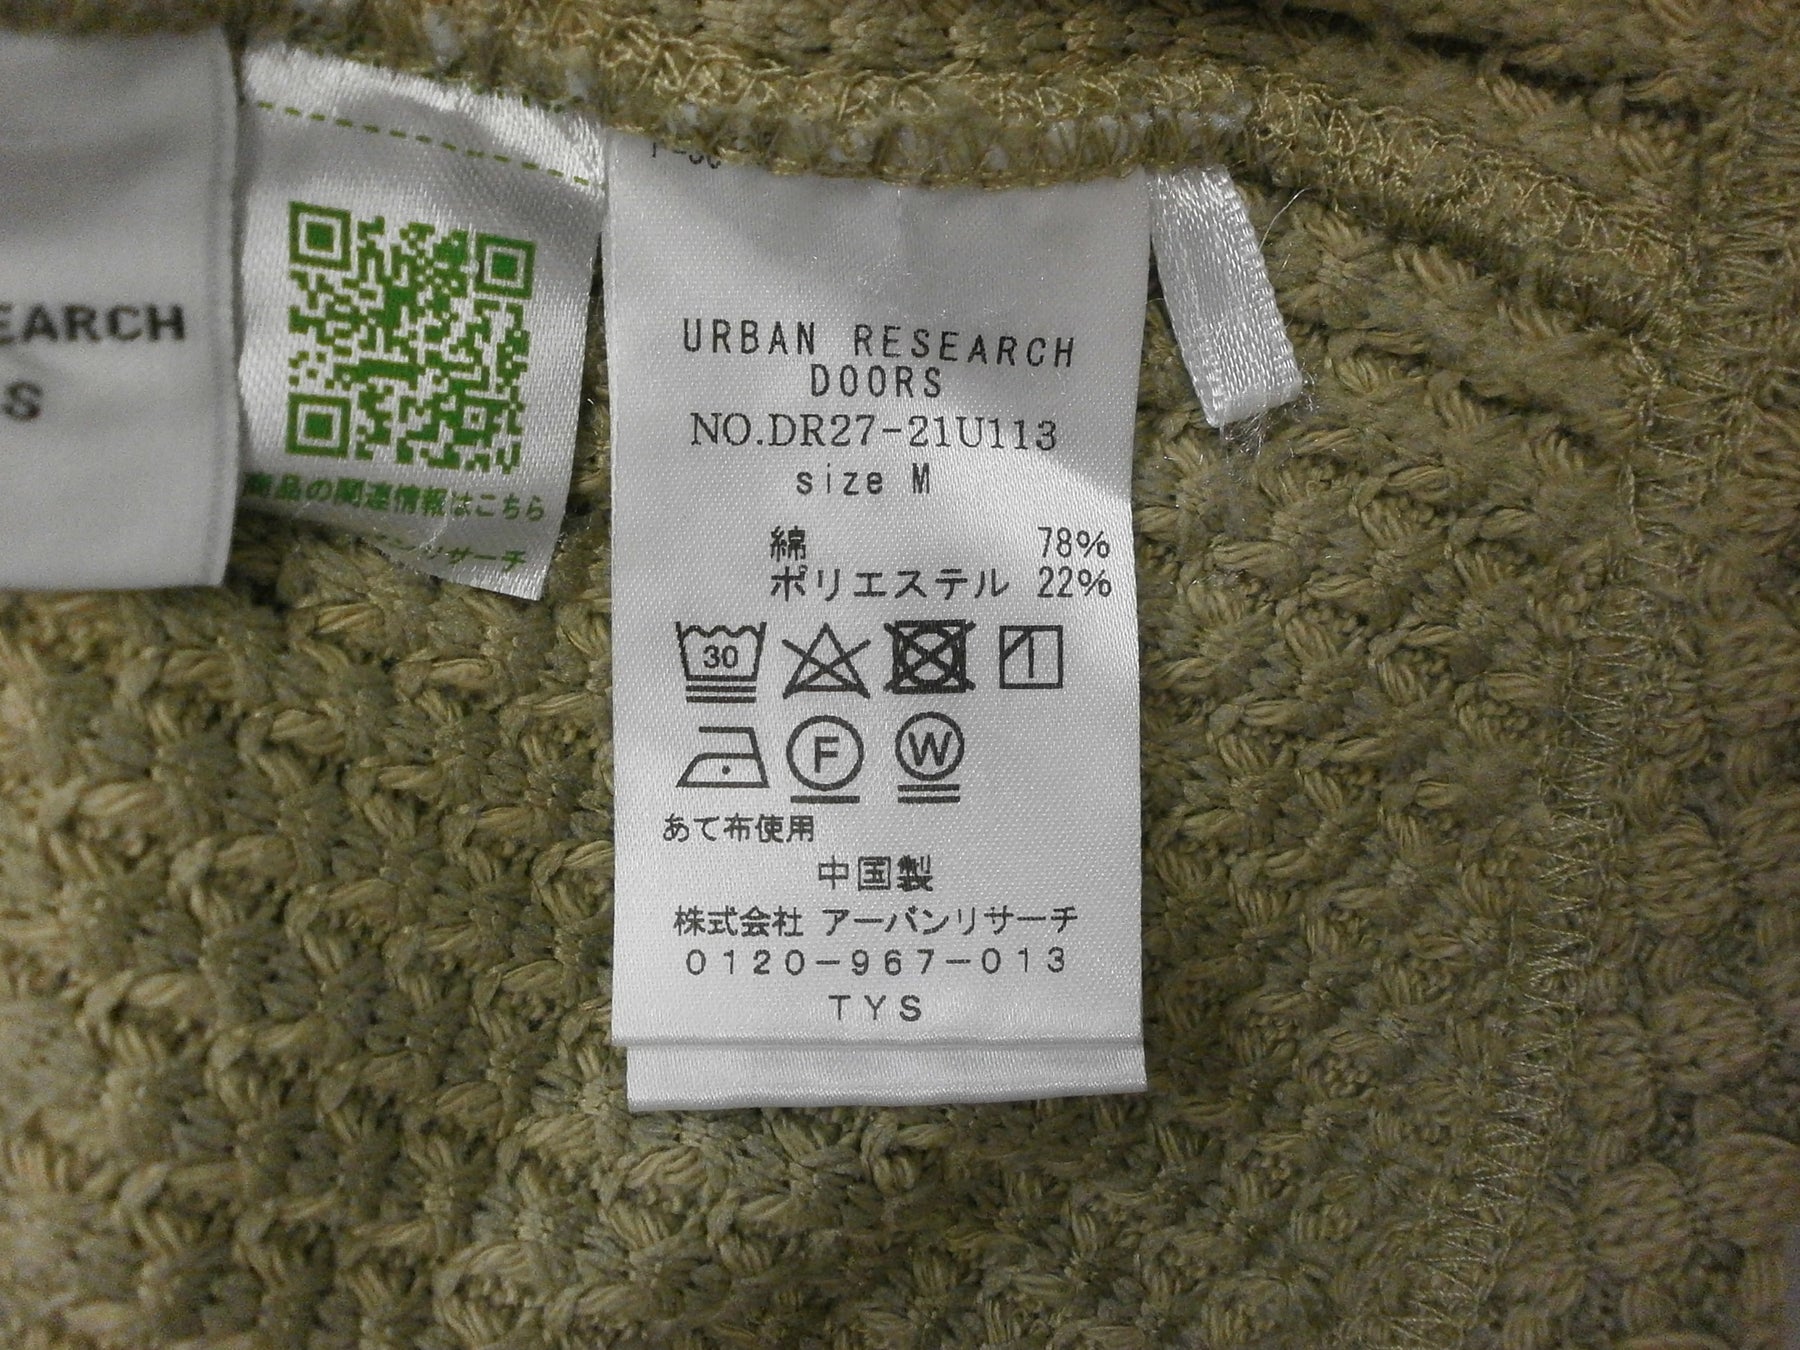 EARCH
S
商品の関連情報はこちら
ーバンリサーチ
URBAN RESEARCH
DOORS
NO.DR27-21U113
size M
綿 78%
ポリエステル 22%
30
F W
あて布使用
中国製
株式会社 アーバンリサーチ
0120-967-013
TYS